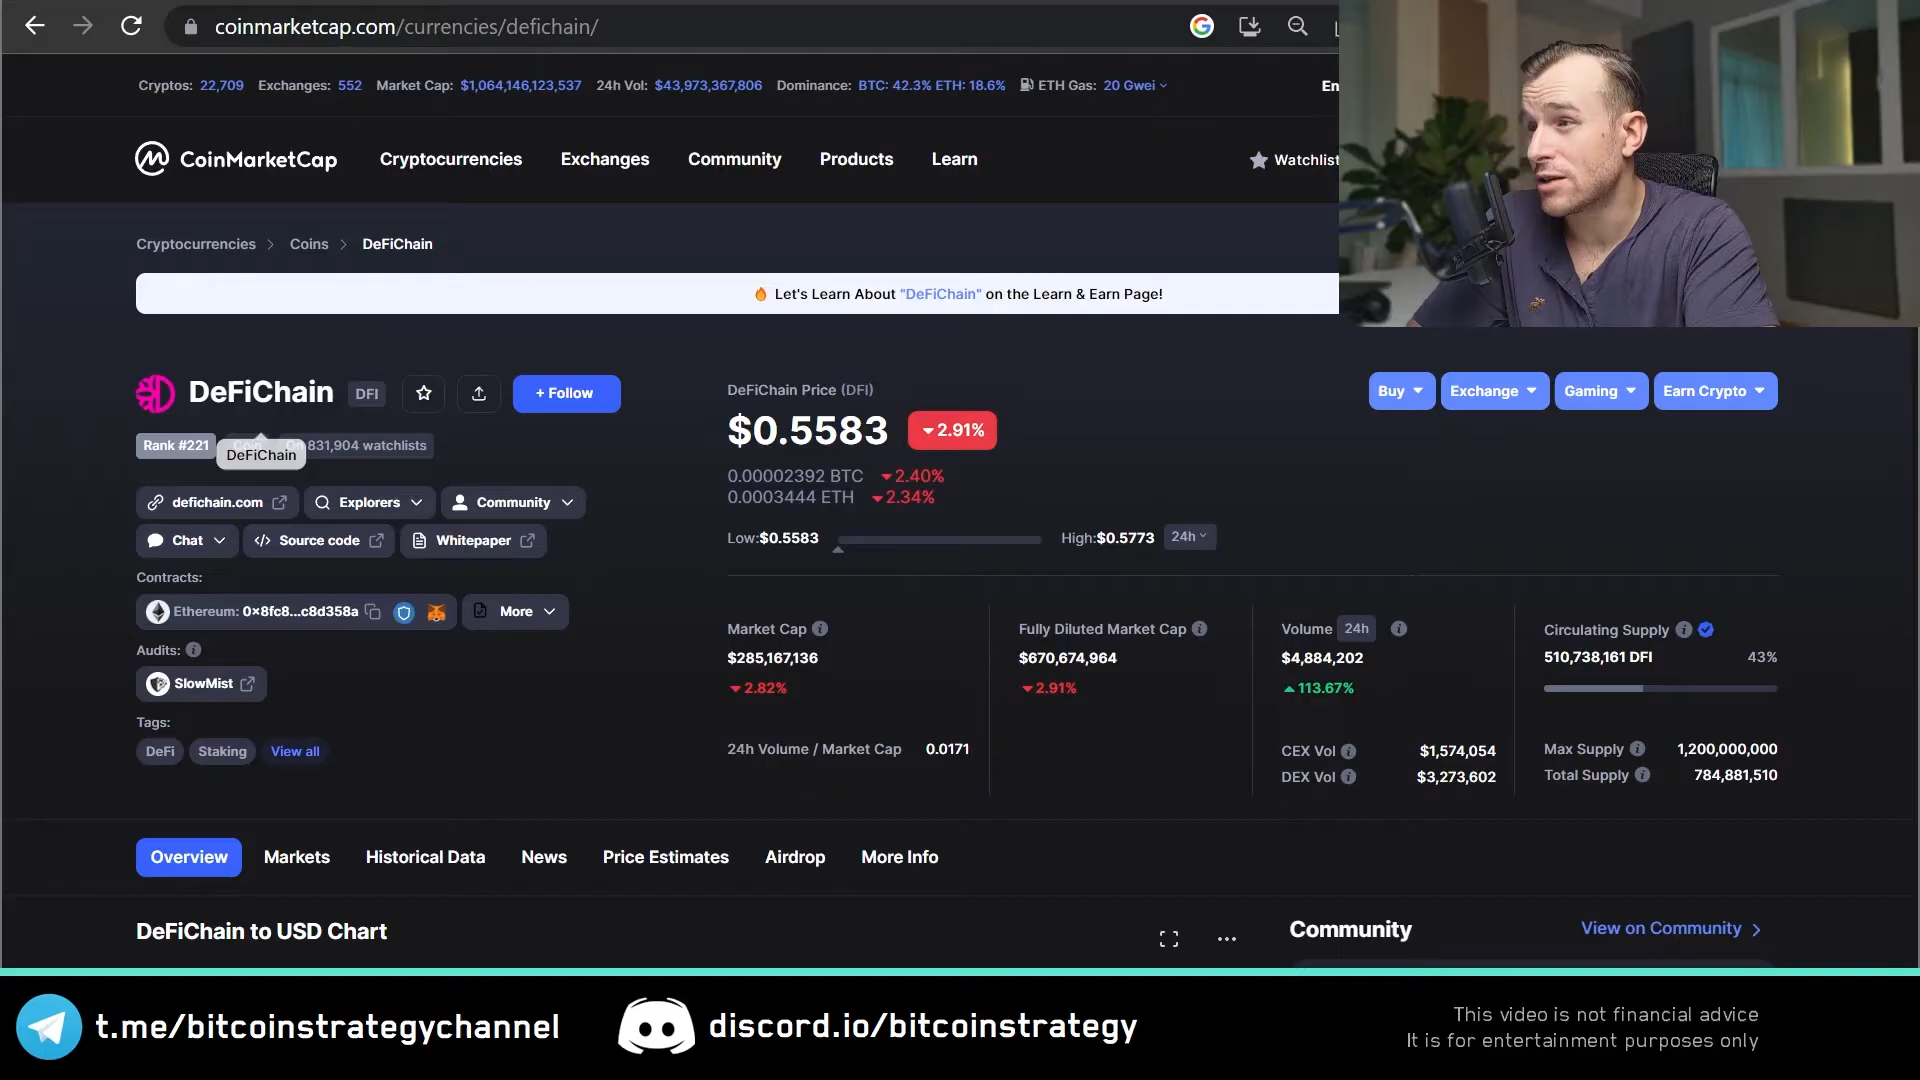 coinmarketcap.com/currencies/defichain/
Cryptos: 22,709 Exchanges: 552 Market Cap: $1,064,146,123,537 24h Vol: $43,973,367,806 Dominance: BTC: 42.3% ETH: 18.6% ETH Gas: 20 Gwei
En
CoinMarketCap Cryptocurrencies Exchanges Community Products Learn Watchlist
Cryptocurrencies > Coins > DeFiChain
Let's Learn About "DeFiChain" on the Learn & Earn Page!
DeFiChain DFI + Follow
Rank #221 Coin On 831,904 watchlists
DeFiChain
defichain.com Explorers Community
Chat Source code Whitepaper
Contracts:
Ethereum: 0x8fc8...c8d358a More
Audits:
SlowMist
Tags:
DeFi Staking View all
DeFiChain Price (DFI)
$0.5583 2.91%
0.00002392 BTC 2.40%
0.0003444 ETH 2.34%
Low:$0.5583 High:$0.5773 24h
Buy Exchange Gaming Earn Crypto
Market Cap
$285,167,136
2.82%
24h Volume / Market Cap 0.0171
Fully Diluted Market Cap
$670,674,964
2.91%
Volume 24h
$4,884,202
113.67%
CEX Vol $1,574,054
DEX Vol $3,273,602
Circulating Supply
510,738,161 DFI 43%
Max Supply 1,200,000,000
Total Supply 784,881,510
Overview Markets Historical Data News Price Estimates Airdrop More Info
DeFiChain to USD Chart
Community View on Community >
t.me/bitcoinstrategychannel
discord.io/bitcoinstrategy
This video is not financial advice
It is for entertainment purposes only